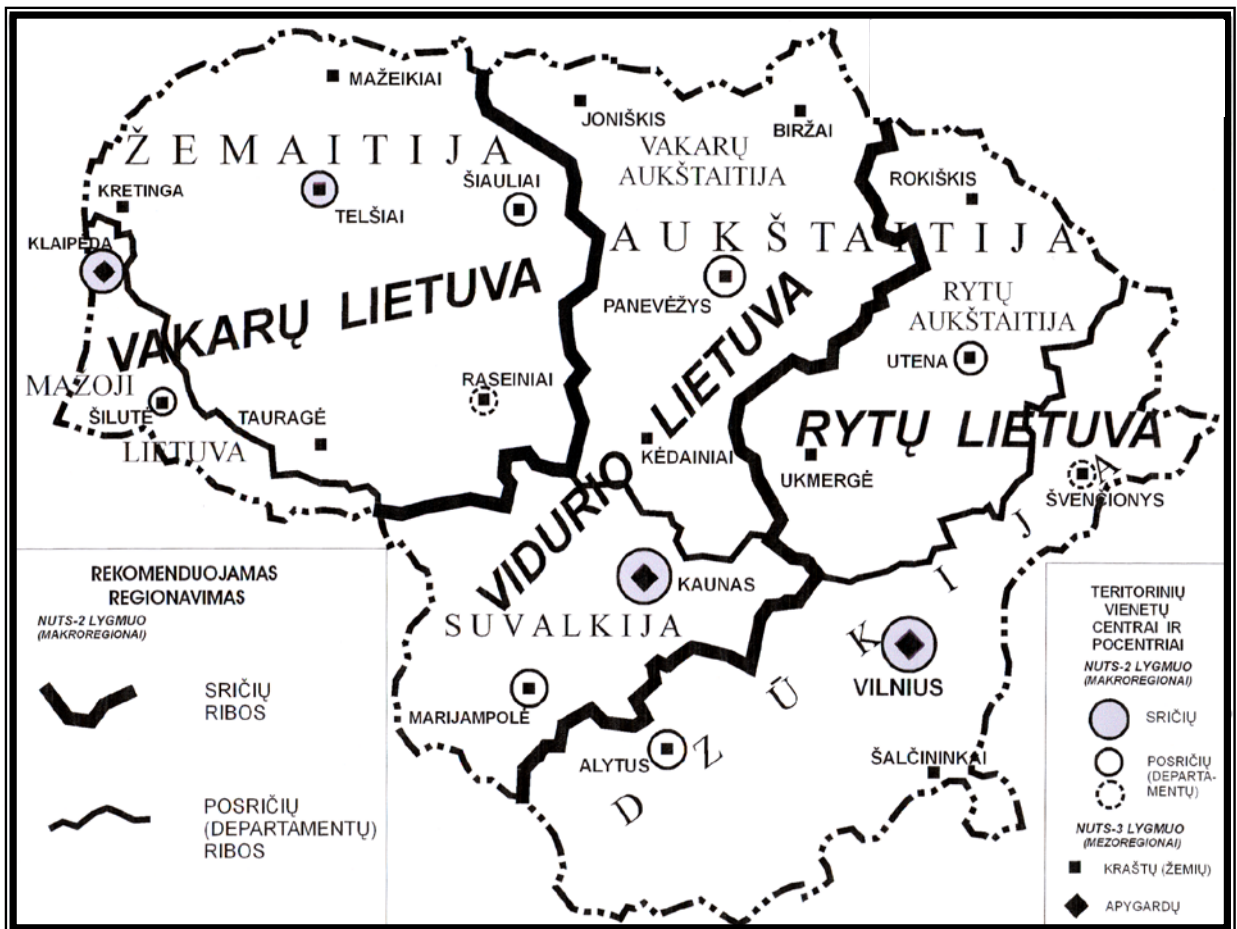 MAŽEIKIAI
JONIŠKIS
BIRŽAI
ŽEMAITIJA
VAKARŲ
AUKŠTAITIJA
KRETINGA
TELŠIAI
ŠIAULIAI
ROKIŠKIS
KLAIPĖDA
AUKŠTAITIJA
PANEVĖŽYS
RYTŲ
AUKŠTAITIJA
UTENA
VAKARŲ LIETUVA
MAŽOJI
LIETUVA
ŠILUTĖ
TAURAGĖ
RASEINIAI
VIDURIO LIETUVA
KĖDAINIAI
RYTŲ LIETUVA
UKMERGĖ
ŠVENČIONYS
KAUNAS
SUVALKIJA
MARIJAMPOLĖ
ALYTUS
DZŪKIJA
VILNIUS
ŠALČININKAI
REKOMENDUOJAMAS
REGIONAVIMAS
NUTS-2 LYGMUO
(MAKROREGIONAI)
SRIČIŲ
RIBOS
POSRIČIŲ
(DEPARTAMENTŲ)
RIBOS
TERITORINIŲ
VIENETŲ
CENTRAI IR
POCENTRIAI
NUTS-2 LYGMUO
(MAKROREGIONAI)
SRIČIŲ
POSRIČIŲ
(DEPARTA-
MENTŲ)
NUTS-3 LYGMUO
(MEZOREGIONAI)
KRAŠTŲ (ŽEMIŲ)
APYGARDŲ